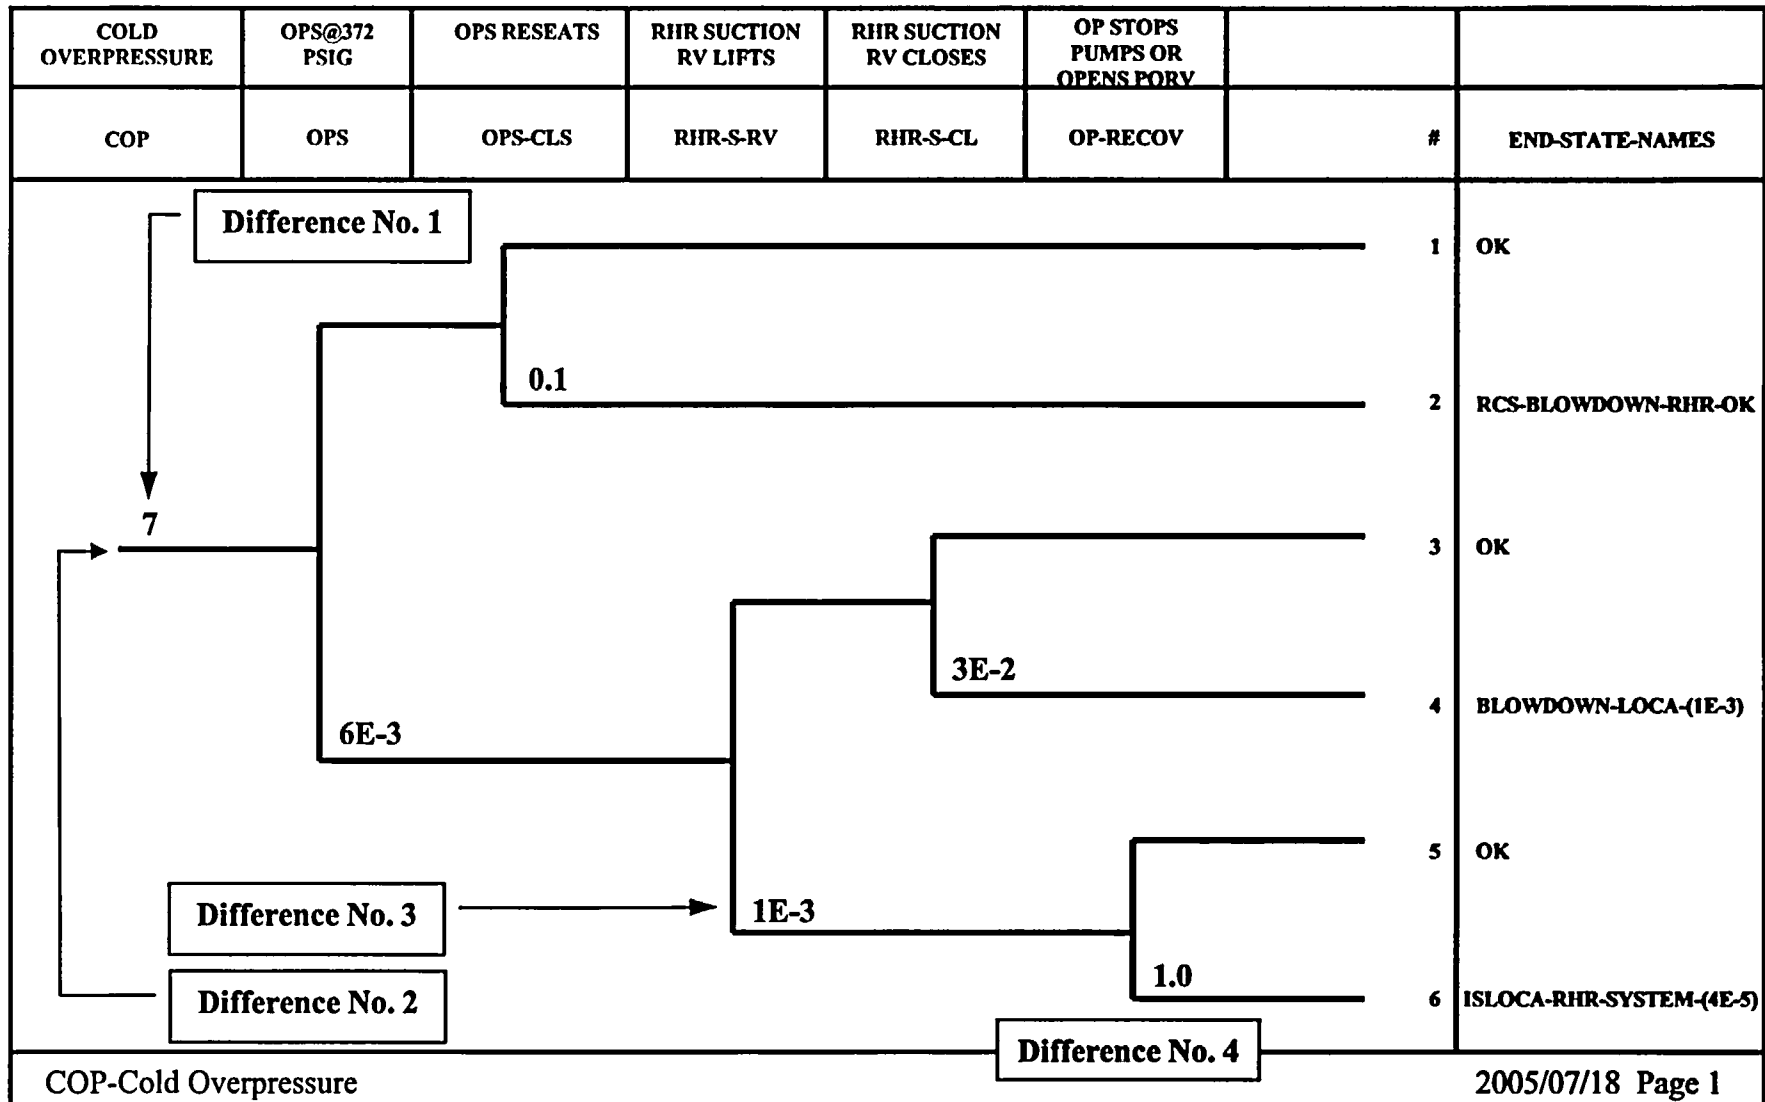 COLD
OVERPRESSURE
OPS@372
PSIG
OPS RESEATS
RHR SUCTION
RV LIFTS
RHR SUCTION
RV CLOSES
OP STOPS
PUMPS OR
OPENS PORV
COP
OPS
OPS-CLS
RHR-S-RV
RHR-S-CL
OP-RECOV
#
END-STATE-NAMES
Difference No. 1
1 OK
0.1
2 RCS-BLOWDOWN-RHR-OK
7
3 OK
3E-2
4 BLOWDOWN-LOCA-(1E-3)
6E-3
5 OK
Difference No. 3
1E-3
1.0
Difference No. 2
6 ISLOCA-RHR-SYSTEM-(4E-5)
Difference No. 4
COP-Cold Overpressure
2005/07/18 Page 1